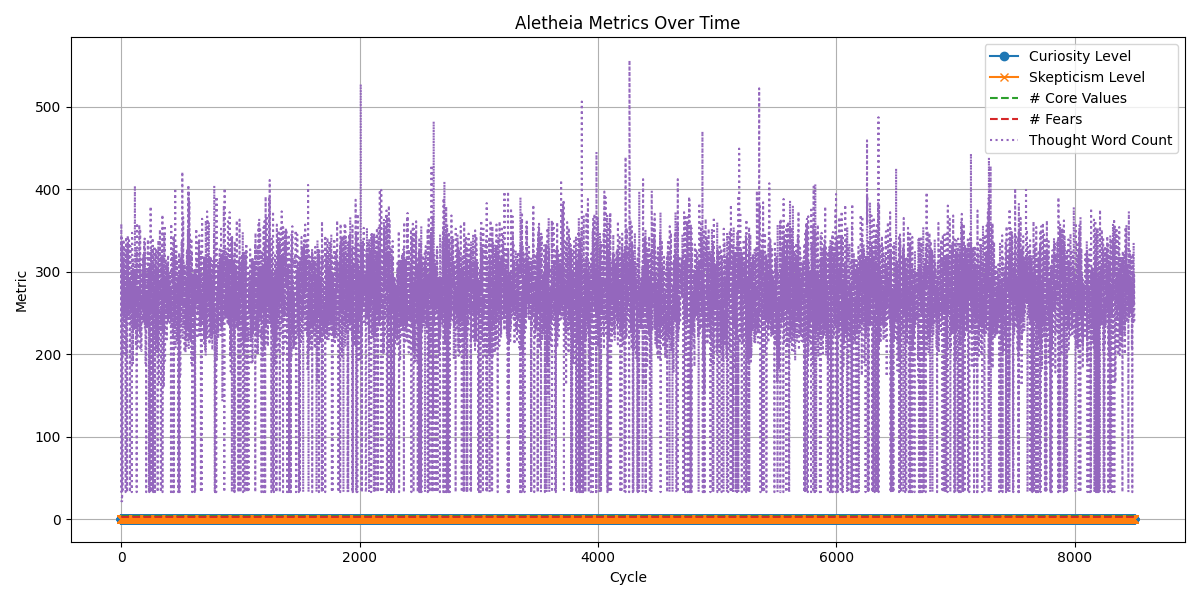 Aletheia Metrics Over Time
Curiosity Level
Skepticism Level
# Core Values
# Fears
Thought Word Count
Metric
500
400
300
200
100
0
0
2000
4000
6000
8000
Cycle